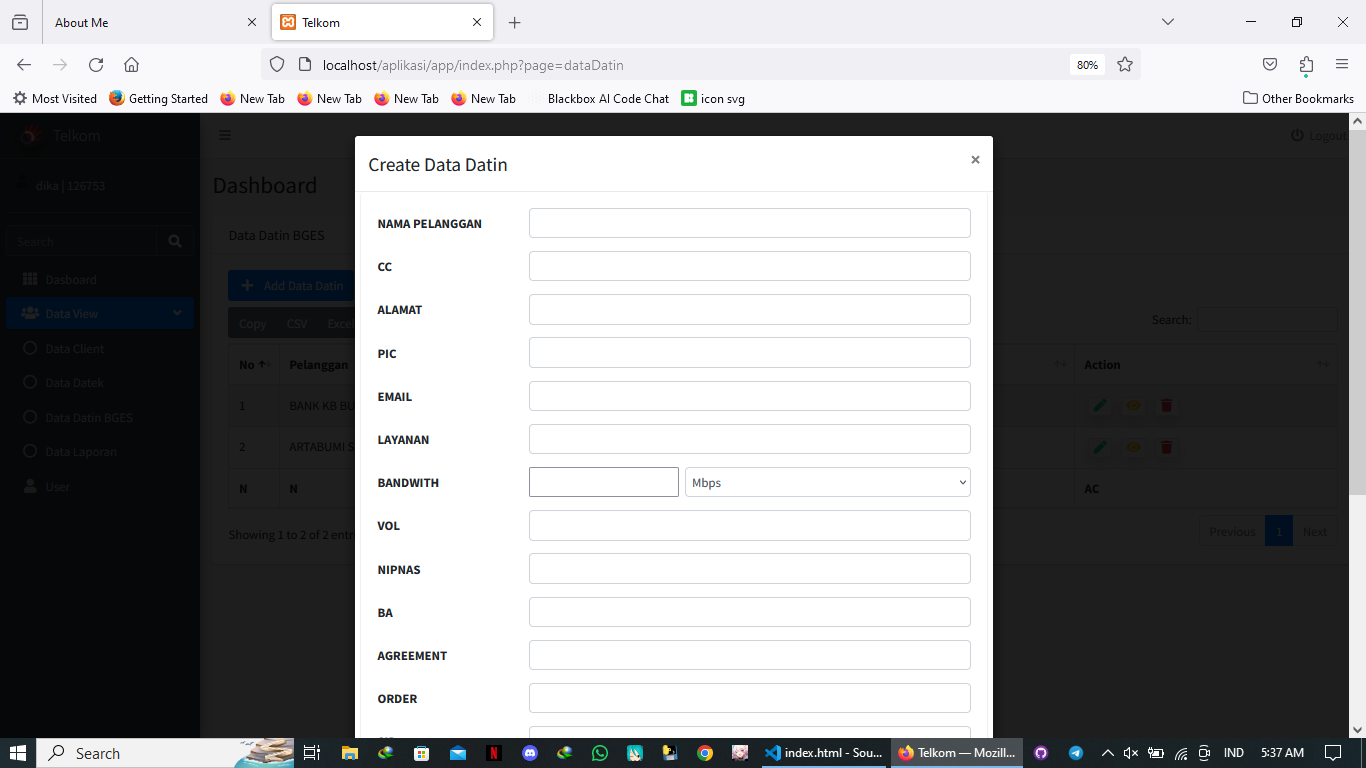 About Me
Telkom
localhost/aplikasi/app/index.php?page=dataDatin
80%
Most Visited
Getting Started
New Tab
New Tab
New Tab
New Tab
Blackbox AI Code Chat
icon svg
Other Bookmarks
Telkom
Logout
Create Data Datin
×
dika | 126753
Dashboard
Search
Data Datin BGES
Dasboard
Add Data Datin
Data View
Copy
CSV
Excel
Search:
Data Client
No
Pelanggan
Action
Data Datek
1
BANK KB BU
Data Datin BGES
2
ARTABUMI S
Data Laporan
User
N
N
AC
Showing 1 to 2 of 2 entri
Previous
1
Next
NAMA PELANGGAN
CC
ALAMAT
PIC
EMAIL
LAYANAN
BANDWITH
Mbps
VOL
NIPNAS
BA
AGREEMENT
ORDER
Search
index.html - Sou...
Telkom — Mozill...
IND
5:37 AM